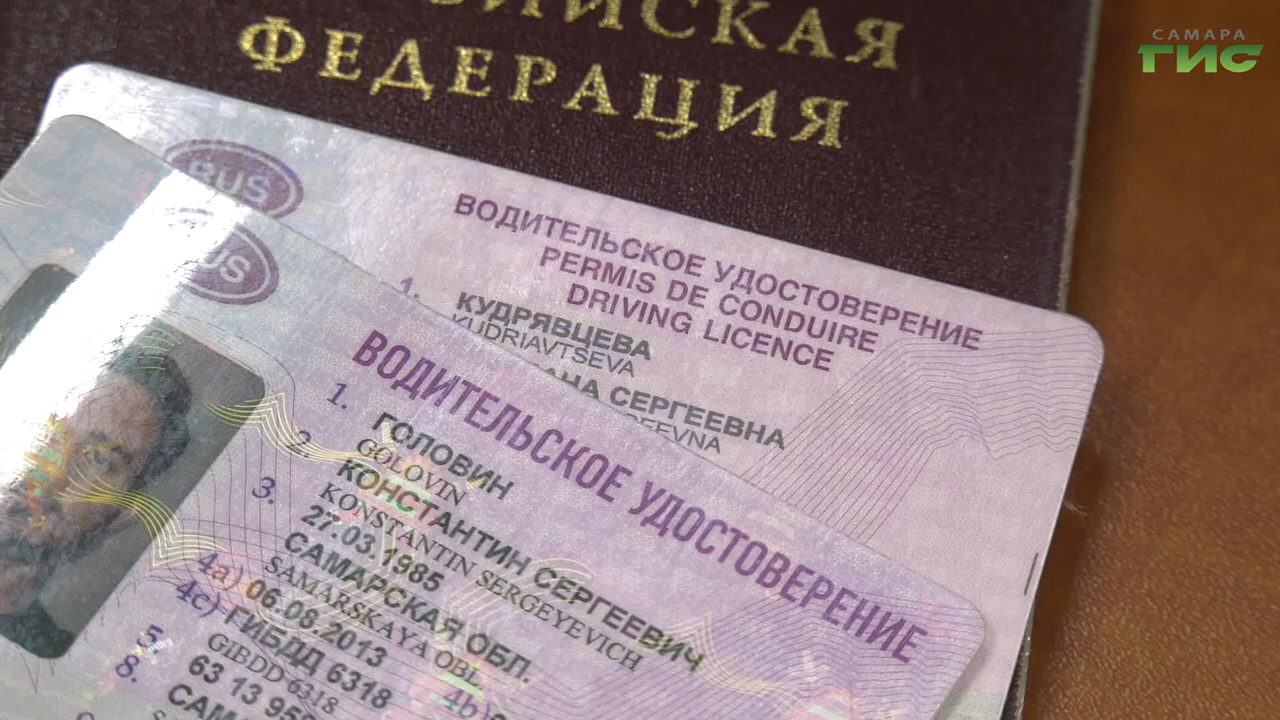 САМАРА
ГИС
ФЕДЕРАЦИЯ
RUS
ВОДИТЕЛЬСКОЕ УДОСТОВЕРЕНИЕ
PERMIS DE CONDUIRE
DRIVING LICENCE
1. КУДРЯВЦЕВА
KUDRIAVTSEVA
СЕРГЕЕВНА
RUS
ВОДИТЕЛЬСКОЕ УДОСТОВЕРЕНИЕ
1. ГОЛОВИН
GOLOVIN
2. КОНСТАНТИН СЕРГЕЕВИЧ
KONSTANTIN SERGEYEVICH
3. 27.03.1985
САМАРСКАЯ ОБЛ.
SAMARSKAYA OBL
4a) 06.08.2013 4b)
4c) ГИБДД 6318
GIBDD 6318
5. 63 13
8.